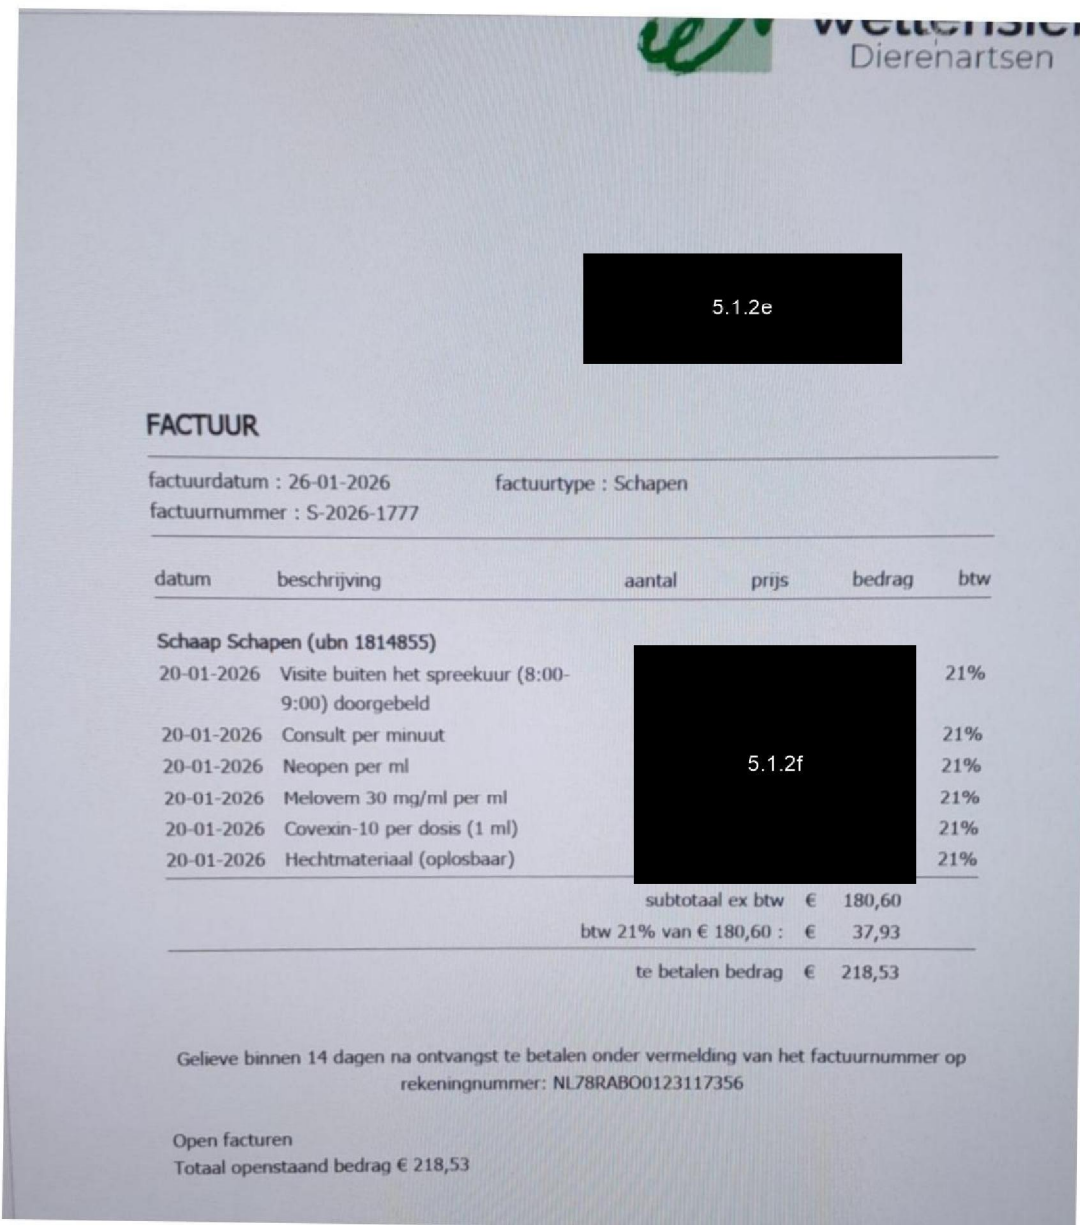 Dierenartsen
5.1.2e
FACTUUR
factuurdatum : 26-01-2026 factuurtype : Schapen
factuurnummer : S-2026-1777
datum beschrijving aantal prijs bedrag btw
Schaap Schapen (ubn 1814855)
20-01-2026 Visite buiten het spreekuur (8:00- 21%
9:00) doorgebeld
20-01-2026 Consult per minuut 21%
20-01-2026 Neopen per ml 21%
20-01-2026 Melovem 30 mg/ml per ml 21%
20-01-2026 Covexin-10 per dosis (1 ml) 21%
20-01-2026 Hechtmateriaal (oplosbaar) 21%
5.1.2f
subtotaal ex btw € 180,60
btw 21% van € 180,60 : € 37,93
te betalen bedrag € 218,53
Gelieve binnen 14 dagen na ontvangst te betalen onder vermelding van het factuurnummer op
rekeningnummer: NL78RABO0123117356
Open facturen
Totaal openstaand bedrag € 218,53